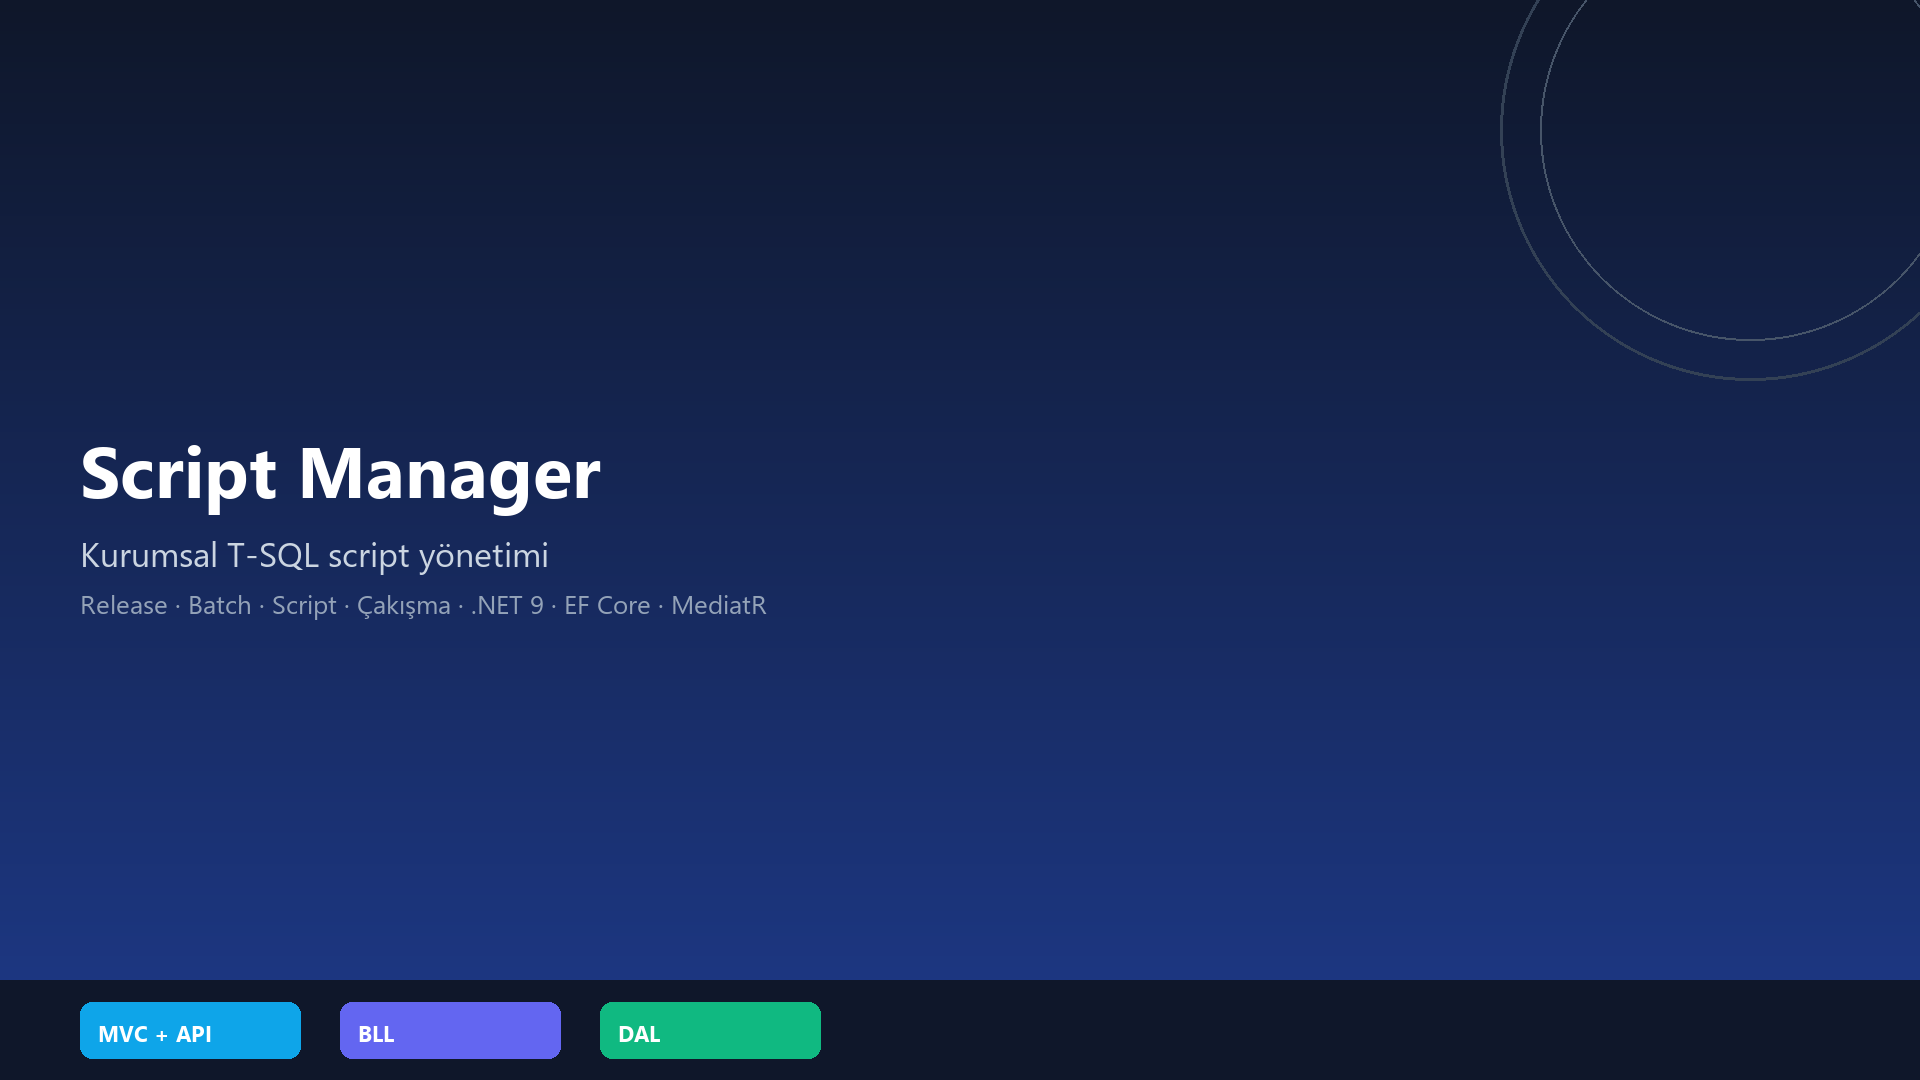 Script Manager
Kurumsal T-SQL script yönetimi
Release · Batch · Script · Çakışma · .NET 9 · EF Core · MediatR
MVC + API
BLL
DAL